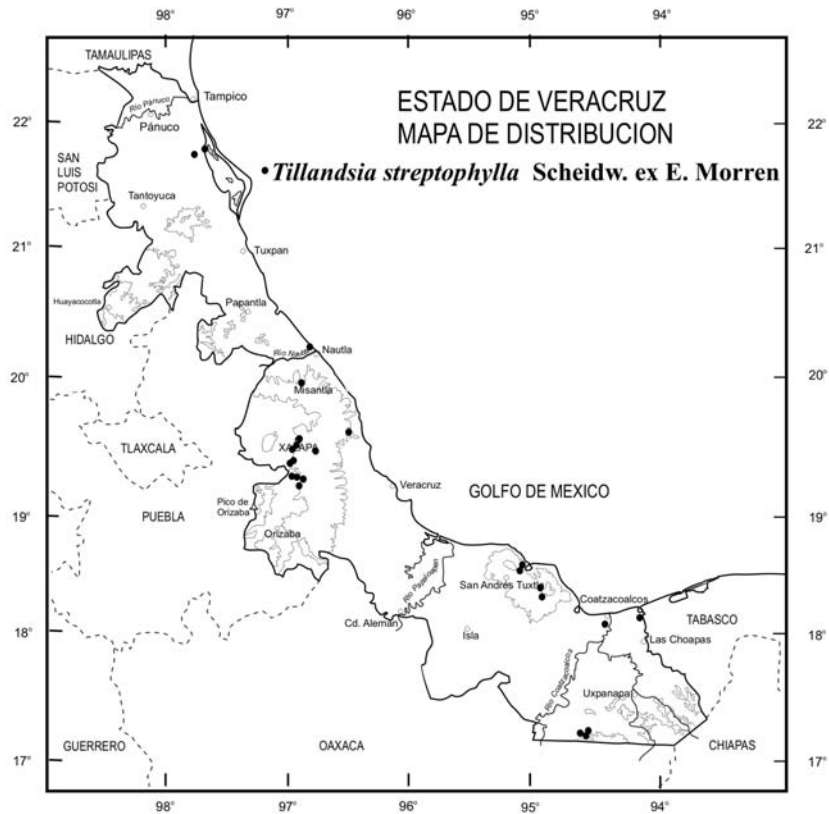 98° 97° 96° 95° 94°
TAMAULIPAS
Río Pánuco
Tampico
Pánuco
22°
22°
ESTADO DE VERACRUZ
MAPA DE DISTRIBUCION
• Tillandsia streptophylla Scheidw. ex E. Morren
SAN
LUIS
POTOSI
Tantoyuca
21°
21°
Tuxpan
Huayacocotla
Papantla
HIDALGO
Nautla
20°
20°
Misantla
TLAXCALA
XALAPA
Veracruz
GOLFO DE MEXICO
Pico de
Orizaba
PUEBLA
19°
19°
Orizaba
Río Papaloapan
San Andrés Tuxtla
Coatzacoalcos
TABASCO
Cd. Alemán
18°
18°
Isla
Las Choapas
Río Coatzacoalcos
Uxpanapa
GUERRERO
OAXACA
CHIAPAS
17°
17°
98° 97° 96° 95° 94°